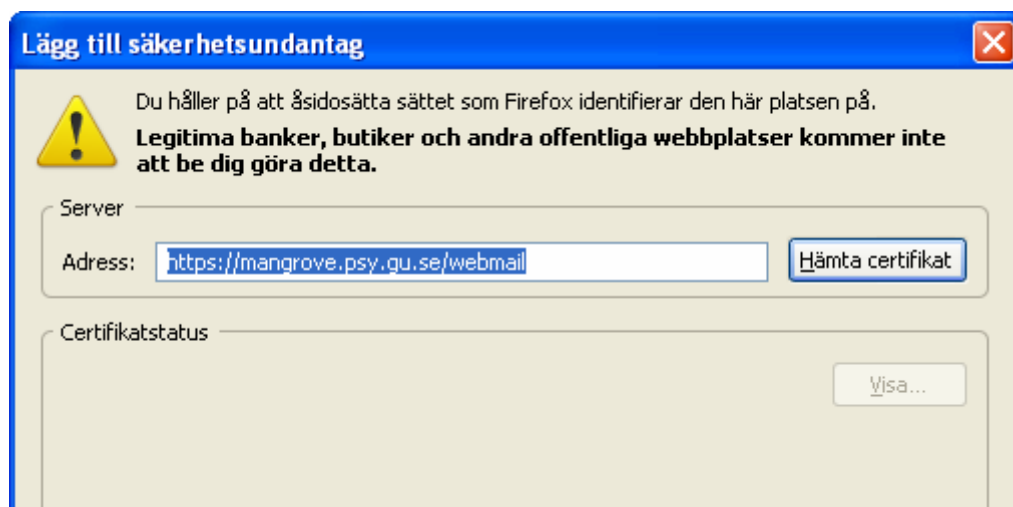 Lägg till säkerhetsundantag
Du håller på att åsidosätta sättet som Firefox identifierar den här platsen på.
Legitima banker, butiker och andra offentliga webbplatser kommer inte
att be dig göra detta.
Server
Adress: https://mangrove.psy.gu.se/webmail Hämta certifikat
Certifikatstatus
Visa...